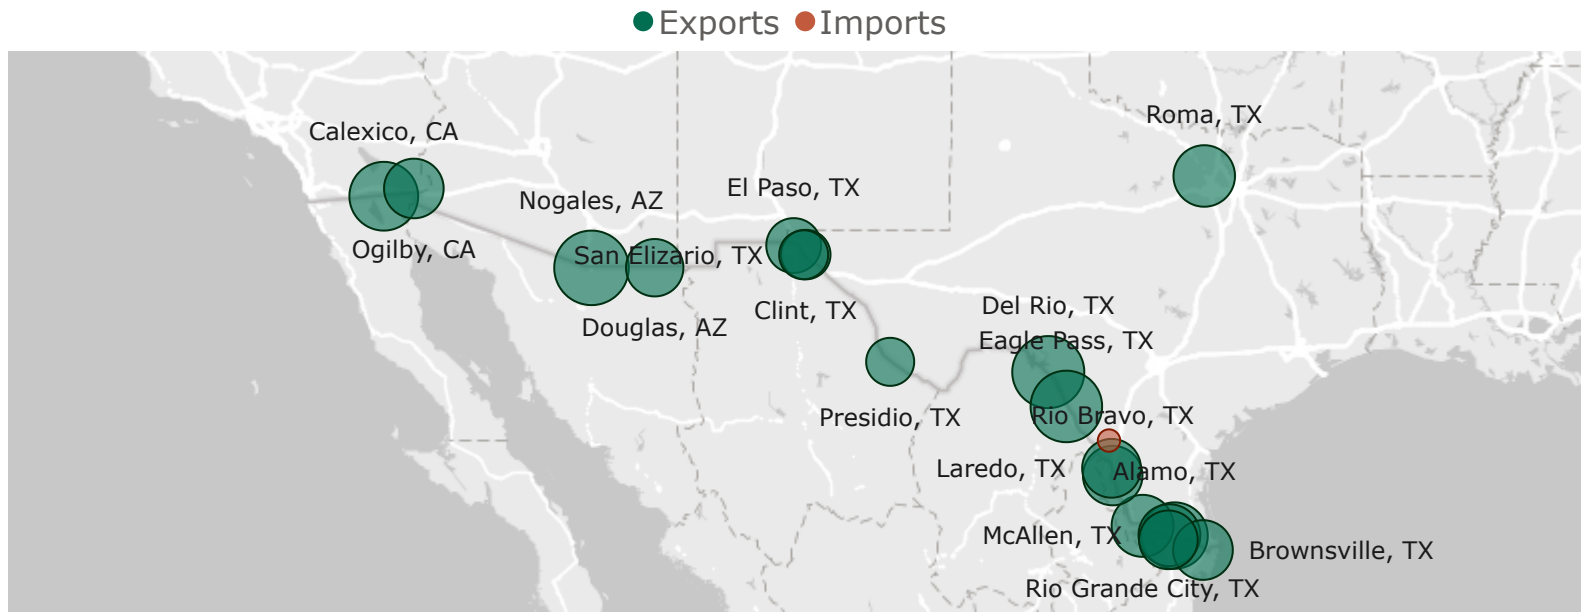 Exports Imports
Roma, TX
Calexico, CA
El Paso, TX
Nogales, AZ
Ogilby, CA
San Elizario, TX
Del Rio, TX
Clint, TX
Douglas, AZ
Eagle Pass, TX
Presidio, TX
Rio Bravo, TX
Laredo, TX
Alamo, TX
McAllen, TX
Brownsville, TX
Rio Grande City, TX